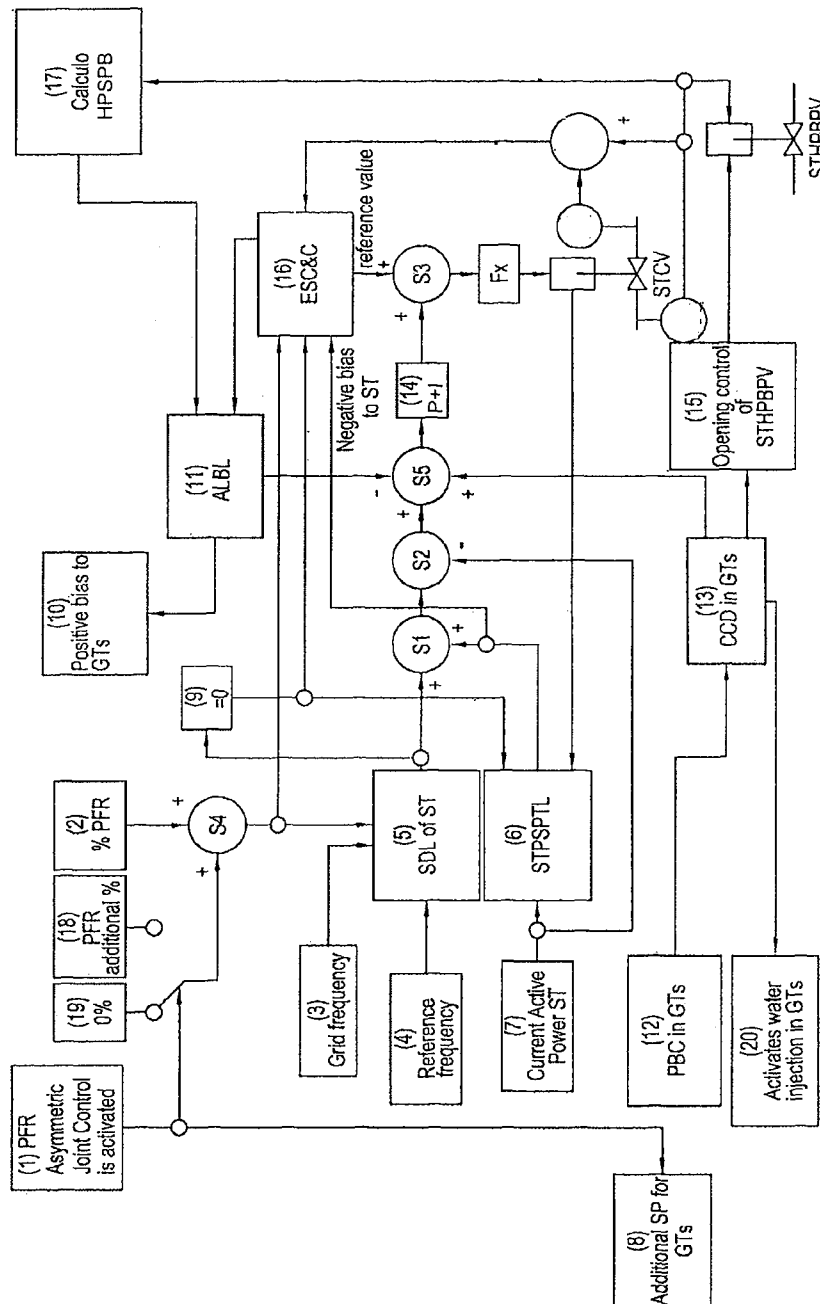 (1) PFR
Asymmetric
Joint Control
is activated
(19)
0%
(18)
PFR
additional %
(2)
% PFR
+
+
S4
(3)
Grid frequency
(4)
Reference
frequency
(5)
SDL of ST
(6)
STPSPTL
(7)
Current Active
Power ST
(8)
Additional SP for
GTs
(9)
=0
(10)
Positive bias to
GTs
(11)
ALBL
(17)
Calculo
HPSPB
(16)
ESC&C
reference value
Negative bias
to ST
+
+
S1
S2
-
+
-
+
S5
(14)
P+I
+
+
S3
Fx
STCV
+
(12)
PBC in GTs
(13)
CCD in GTs
(15)
Opening control
of
STHPBPV
(20)
Activates water
injection in GTs
STHPBPV